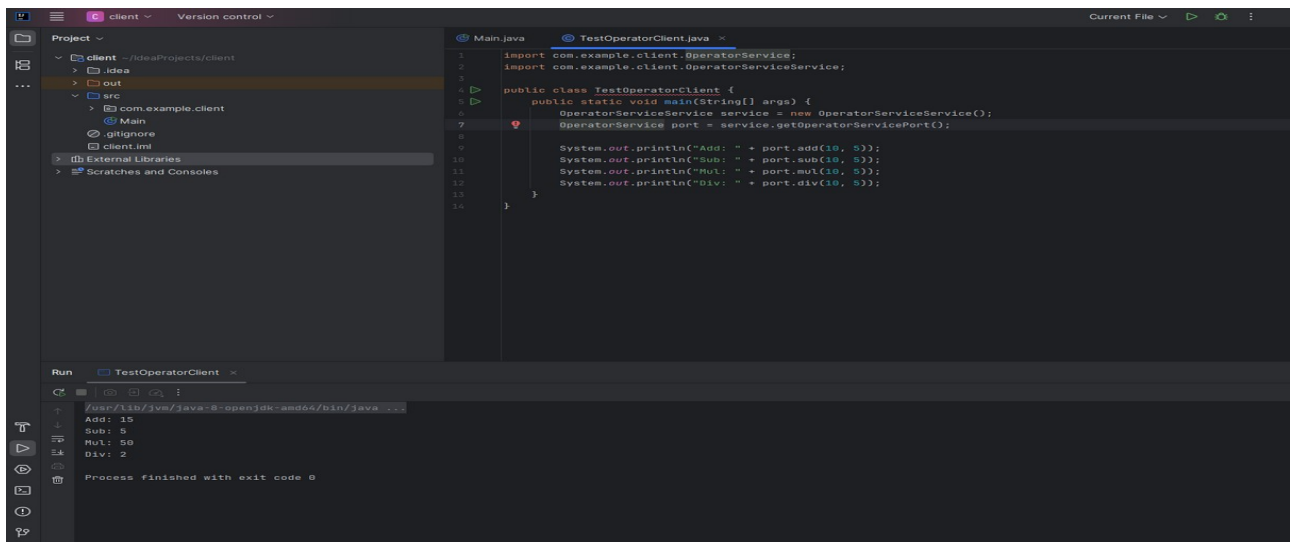 C client Version control
Current File
Project
client ~/IdeaProjects/client
.idea
out
src
com.example.client
Main
.gitignore
client.iml
External Libraries
Scratches and Consoles
Main.java TestOperatorClient.java
1 import com.example.client.OperatorService;
2 import com.example.client.OperatorServiceService;
3
4 public class TestOperatorClient {
5 public static void main(String[] args) {
6 OperatorServiceService service = new OperatorServiceService();
7 OperatorService port = service.getOperatorServicePort();
8
9 System.out.println("Add: " + port.add(10, 5));
10 System.out.println("Sub: " + port.sub(10, 5));
11 System.out.println("Mul: " + port.mul(10, 5));
12 System.out.println("Div: " + port.div(10, 5));
13 }
14 }
Run TestOperatorClient
/usr/lib/jvm/java-8-openjdk-amd64/bin/java ...
Add: 15
Sub: 5
Mul: 50
Div: 2
Process finished with exit code 0